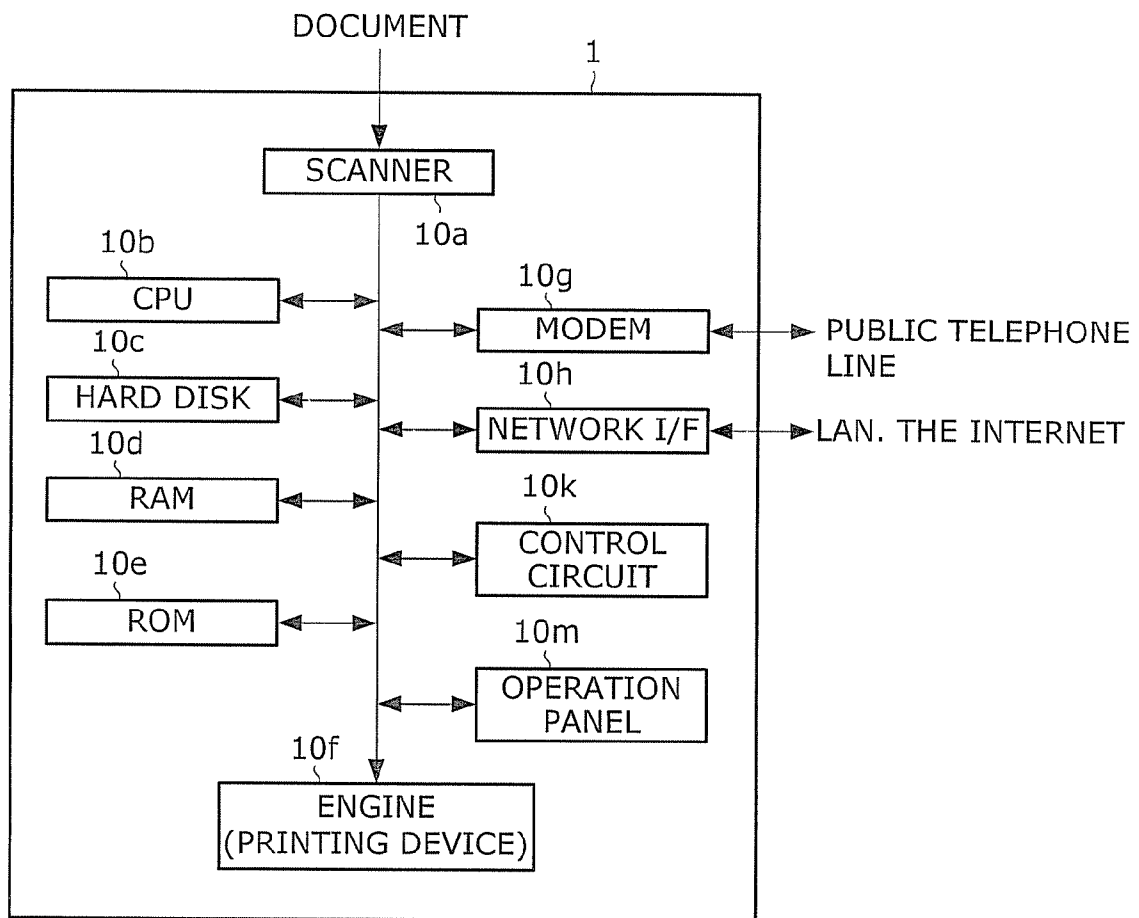 DOCUMENT
1
SCANNER
10a
10b
CPU
10g
MODEM
PUBLIC TELEPHONE
LINE
10c
HARD DISK
10h
NETWORK I/F
LAN. THE INTERNET
10d
RAM
10k
CONTROL
CIRCUIT
10e
ROM
10m
OPERATION
PANEL
10f
ENGINE
(PRINTING DEVICE)